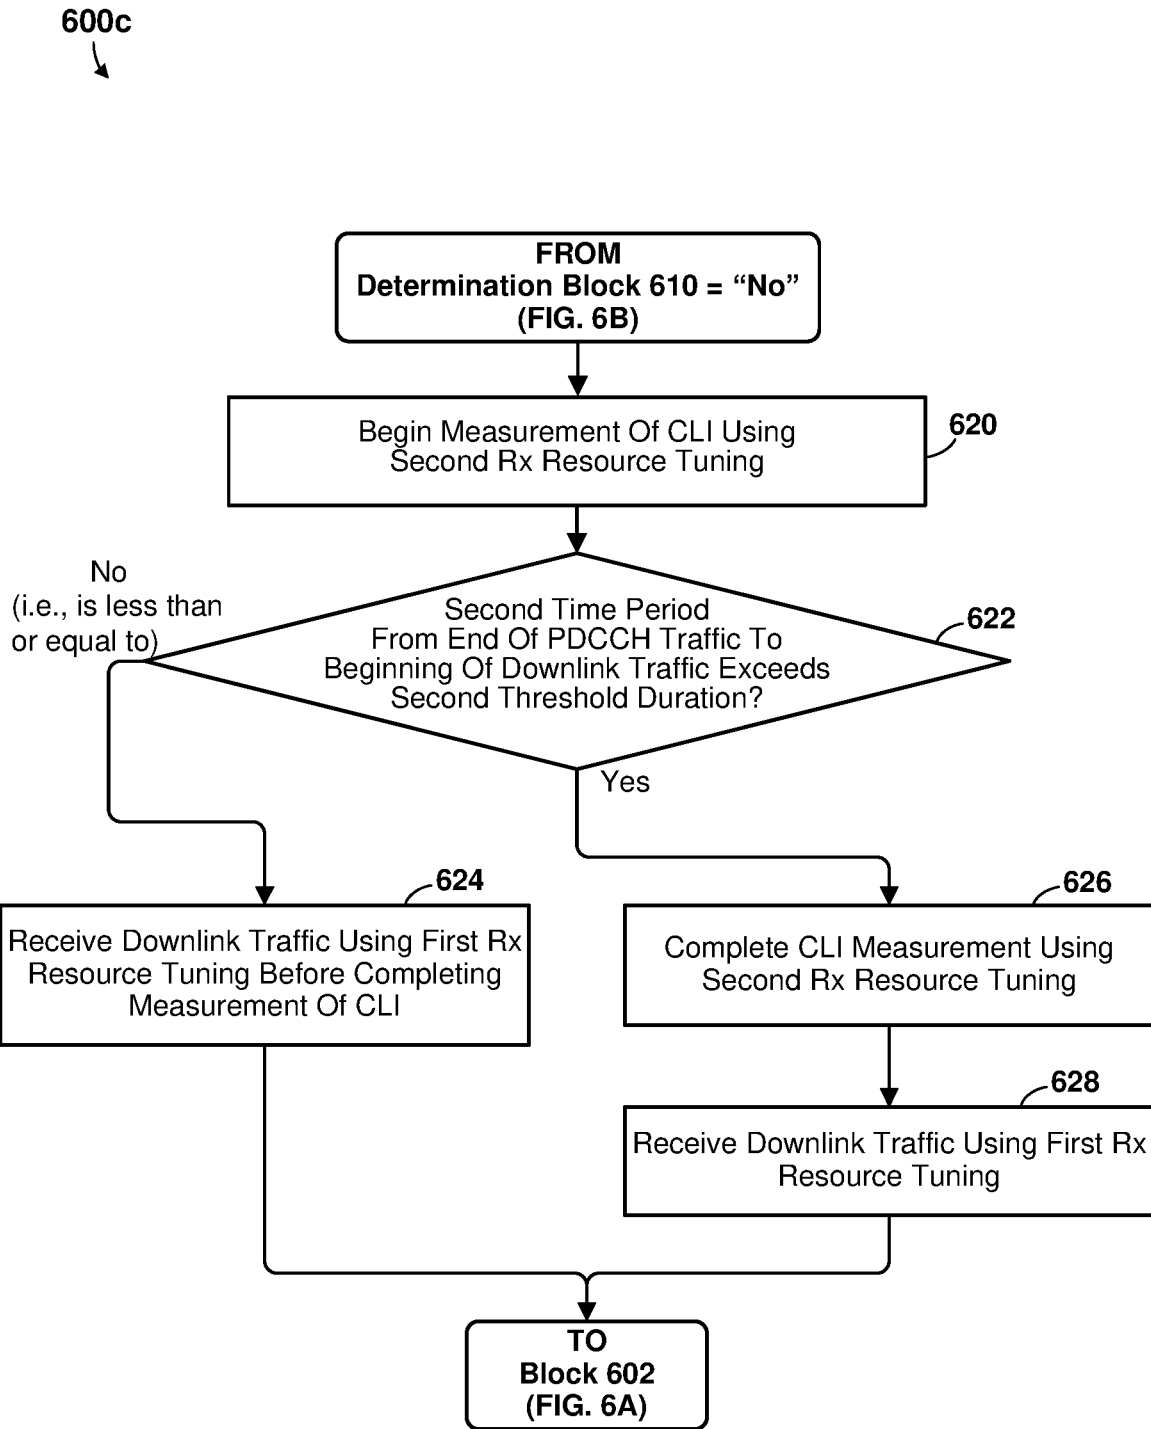 600c
FROM
Determination Block 610 = “No”
(FIG. 6B)
Begin Measurement Of CLI Using
Second Rx Resource Tuning
620
No
(i.e., is less than
or equal to)
Second Time Period
From End Of PDCCH Traffic To
Beginning Of Downlink Traffic Exceeds
Second Threshold Duration?
622
Yes
624
Receive Downlink Traffic Using First Rx
Resource Tuning Before Completing
Measurement Of CLI
626
Complete CLI Measurement Using
Second Rx Resource Tuning
628
Receive Downlink Traffic Using First Rx
Resource Tuning
TO
Block 602
(FIG. 6A)